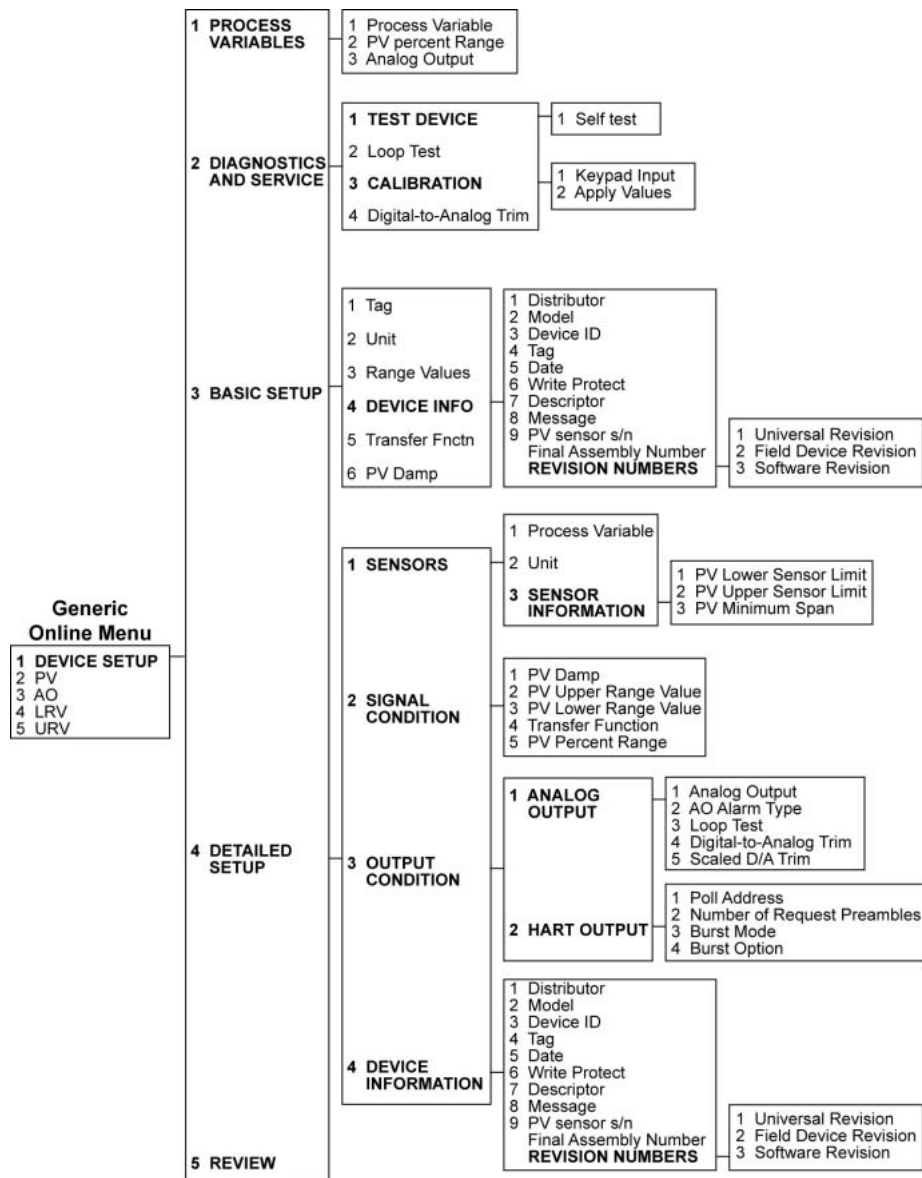 1 PROCESS
VARIABLES
1 Process Variable
2 PV percent Range
3 Analog Output
2 DIAGNOSTICS
AND SERVICE
1 TEST DEVICE
2 Loop Test
3 CALIBRATION
4 Digital-to-Analog Trim
1 Self test
1 Keypad Input
2 Apply Values
3 BASIC SETUP
1 Tag
2 Unit
3 Range Values
4 DEVICE INFO
5 Transfer Fnctn
6 PV Damp
1 Distributor
2 Model
3 Device ID
4 Tag
5 Date
6 Write Protect
7 Descriptor
8 Message
9 PV sensor s/n
Final Assembly Number
REVISION NUMBERS
1 Universal Revision
2 Field Device Revision
3 Software Revision
Generic
Online Menu
1 DEVICE SETUP
2 PV
3 AO
4 LRV
5 URV
4 DETAILED
SETUP
1 SENSORS
1 Process Variable
2 Unit
3 SENSOR
INFORMATION
1 PV Lower Sensor Limit
2 PV Upper Sensor Limit
3 PV Minimum Span
2 SIGNAL
CONDITION
1 PV Damp
2 PV Upper Range Value
3 PV Lower Range Value
4 Transfer Function
5 PV Percent Range
3 OUTPUT
CONDITION
1 ANALOG
OUTPUT
1 Analog Output
2 AO Alarm Type
3 Loop Test
4 Digital-to-Analog Trim
5 Scaled D/A Trim
2 HART OUTPUT
1 Poll Address
2 Number of Request Preambles
3 Burst Mode
4 Burst Option
4 DEVICE
INFORMATION
1 Distributor
2 Model
3 Device ID
4 Tag
5 Date
6 Write Protect
7 Descriptor
8 Message
9 PV sensor s/n
Final Assembly Number
REVISION NUMBERS
1 Universal Revision
2 Field Device Revision
3 Software Revision
5 REVIEW